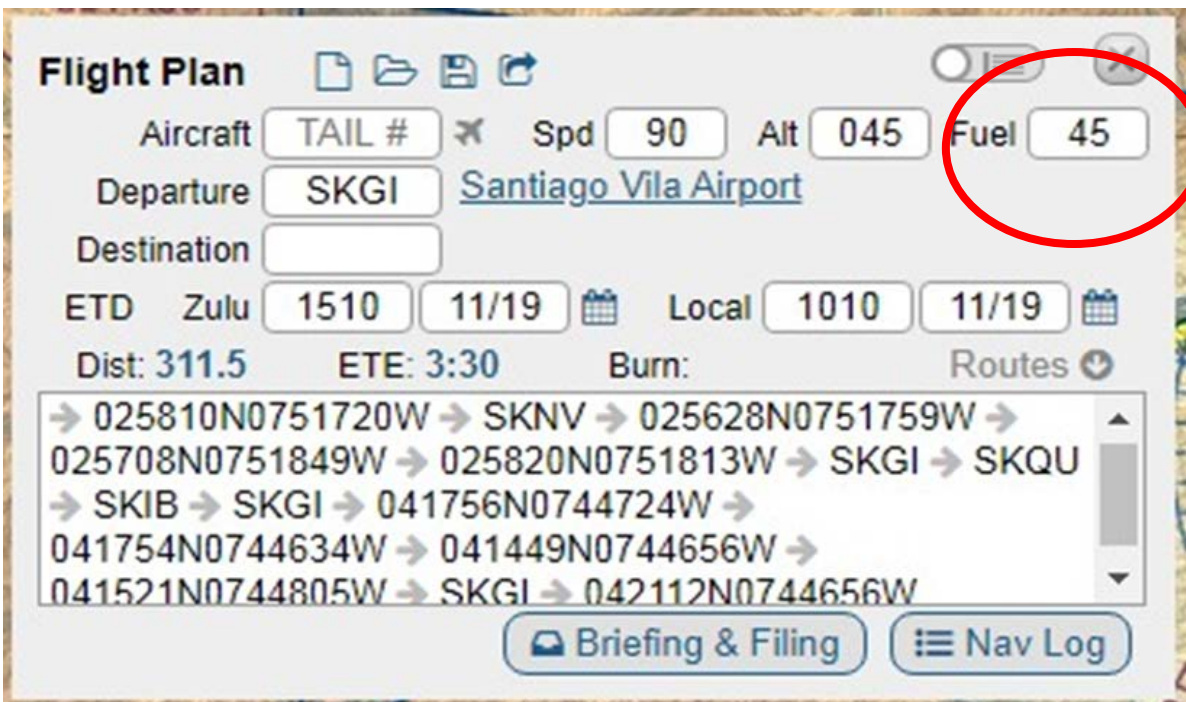 Flight Plan
Aircraft TAIL # Spd 90 Alt 045 Fuel 45
Departure SKGI Santiago Vila Airport
Destination
ETD Zulu 1510 11/19 Local 1010 11/19
Dist: 311.5 ETE: 3:30 Burn: Routes
➔ 025810N0751720W ➔ SKNV ➔ 025628N0751759W ➔
025708N0751849W ➔ 025820N0751813W ➔ SKGI ➔ SKQU
➔ SKIB ➔ SKGI ➔ 041756N0744724W ➔
041754N0744634W ➔ 041449N0744656W ➔
041521N0744805W ➔ SKGI ➔ 042112N0744656W
Briefing & Filing Nav Log